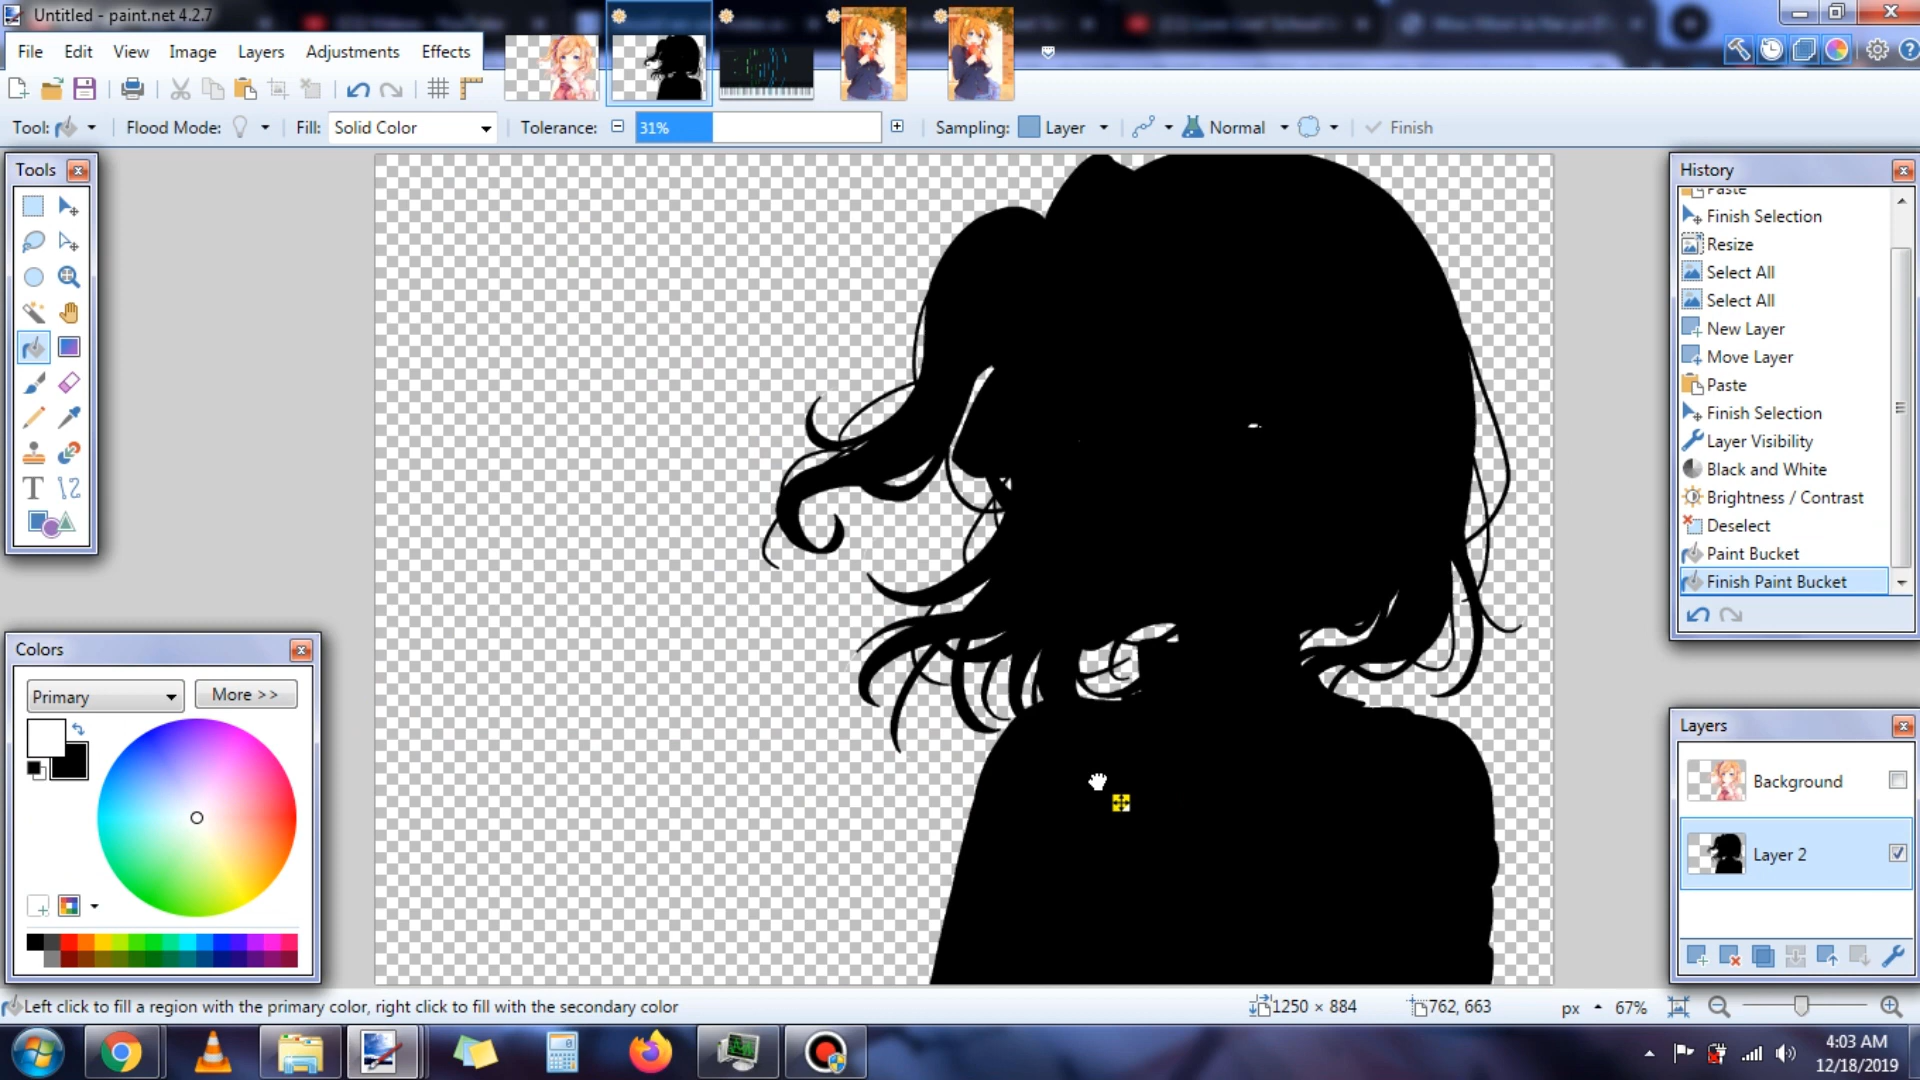 Untitled - paint.net 4.2.7
File Edit View Image Layers Adjustments Effects
Tool: Flood Mode: Fill: Solid Color Tolerance: 31% Sampling: Layer Normal Finish
Tools
History
Paste
Finish Selection
Resize
Select All
Select All
New Layer
Move Layer
Paste
Finish Selection
Layer Visibility
Black and White
Brightness / Contrast
Deselect
Paint Bucket
Finish Paint Bucket
Colors
Primary More >>
Layers
Background
Layer 2
Left click to fill a region with the primary color, right click to fill with the secondary color
1250 × 884 762, 663 px 67%
4:03 AM
12/18/2019